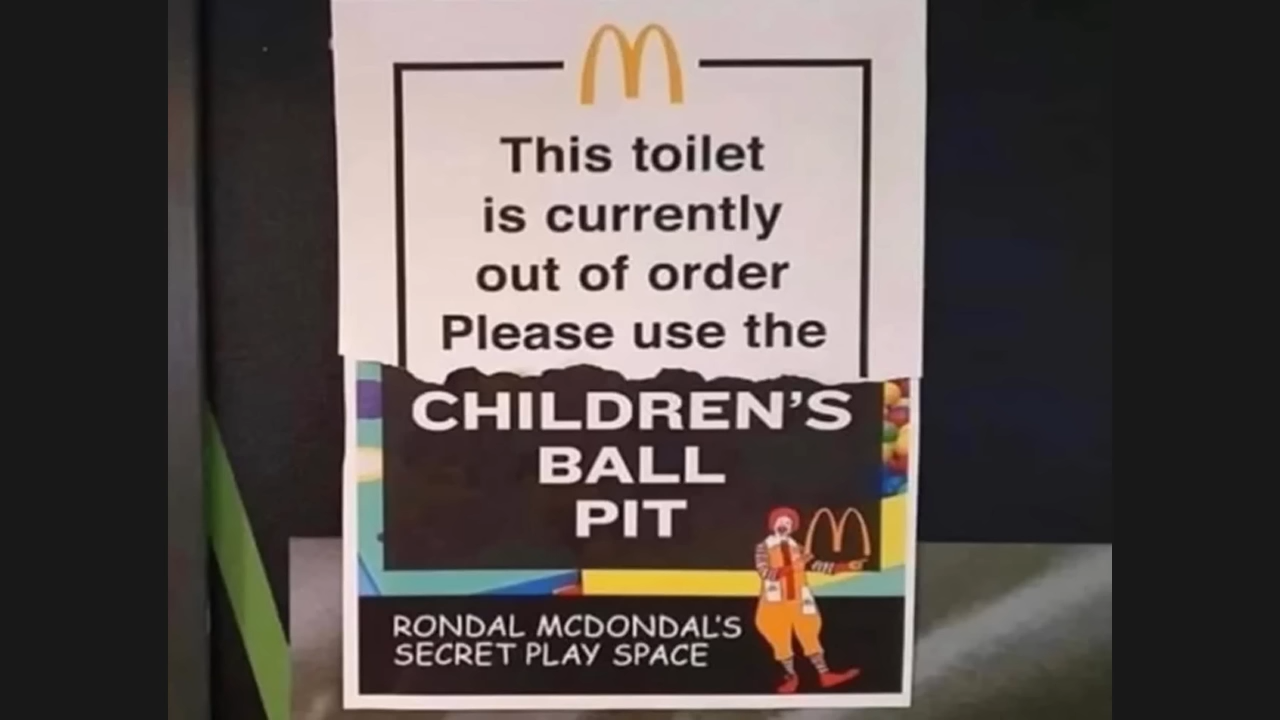 This toilet
is currently
out of order
Please use the
CHILDREN'S
BALL
PIT
RONDAL MCDONDAL'S
SECRET PLAY SPACE